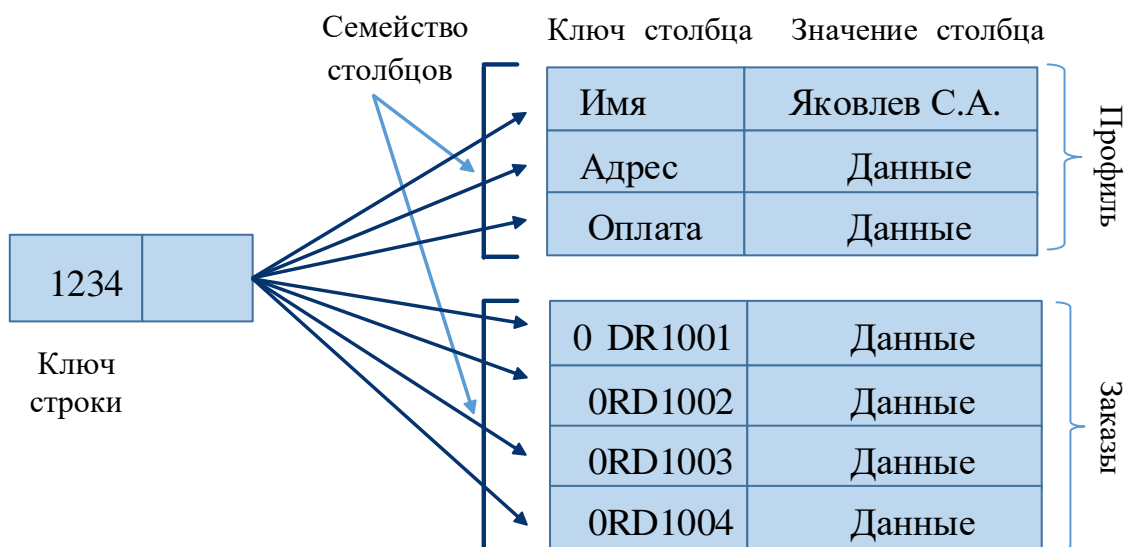 Семейство
столбцов
Ключ столбца
Значение столбца
Имя
Яковлев С.А.
Адрес
Данные
Оплата
Данные
Профиль
1234
Ключ
строки
0 DR1001
Данные
0RD1002
Данные
0RD1003
Данные
0RD1004
Данные
Заказы